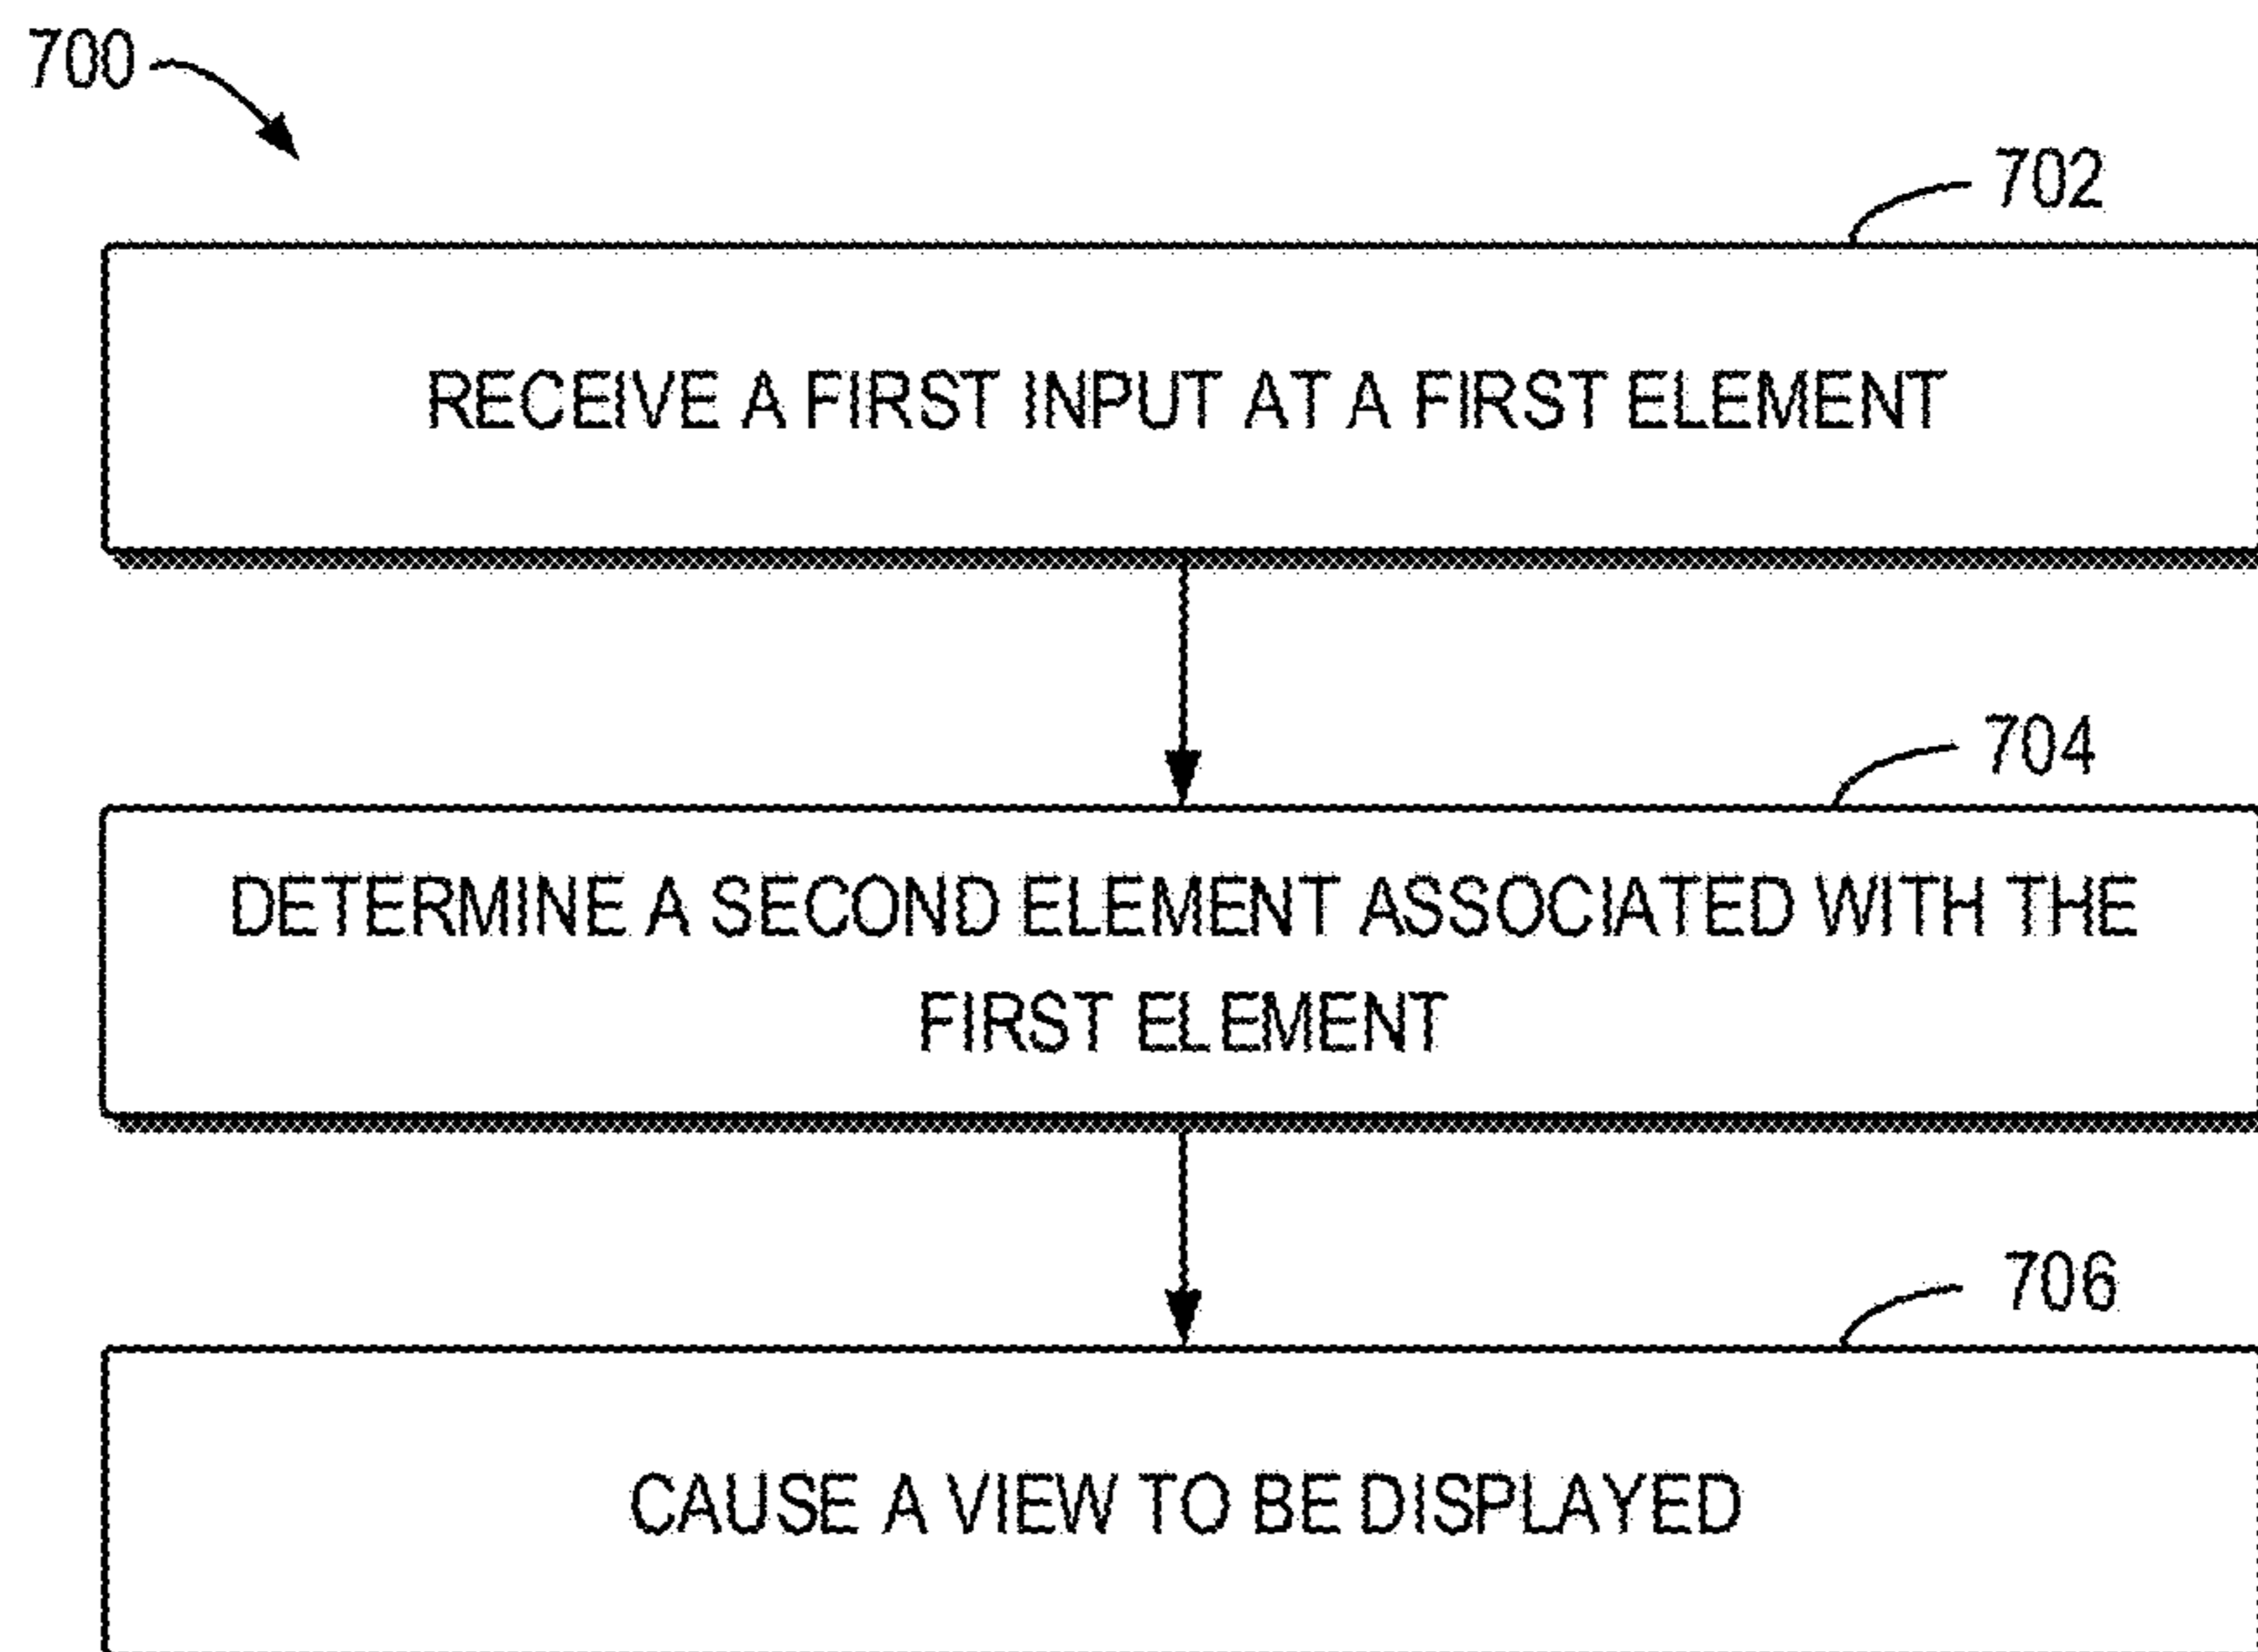 700
702
RECEIVE A FIRST INPUT AT A FIRST ELEMENT
704
DETERMINE A SECOND ELEMENT ASSOCIATED WITH THE
FIRST ELEMENT
706
CAUSE A VIEW TO BE DISPLAYED